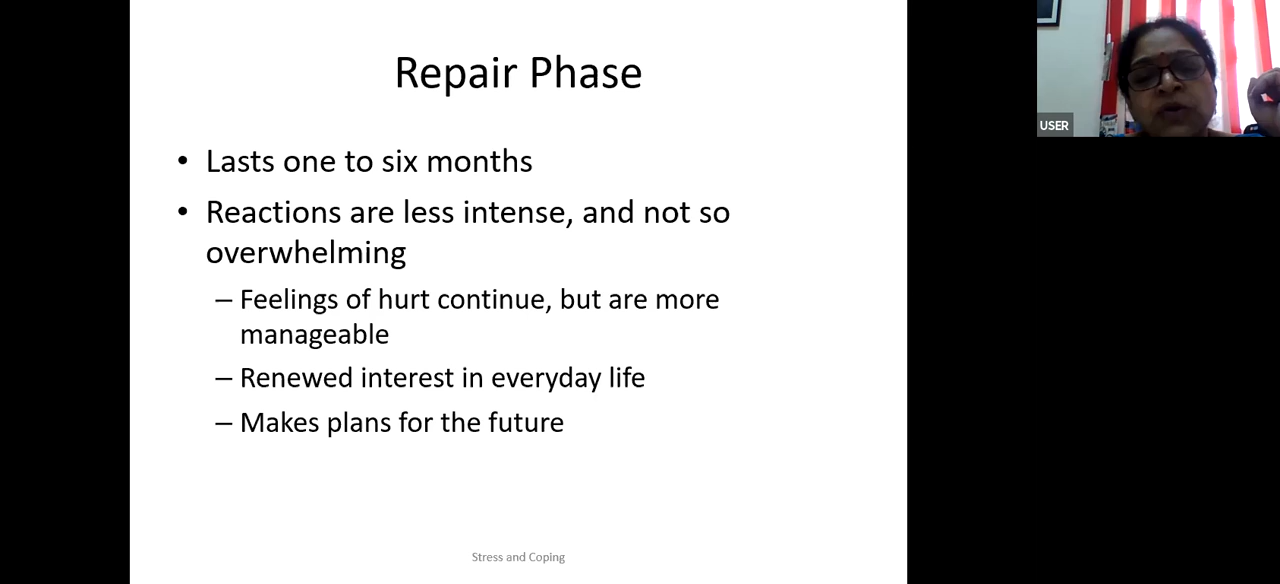 Repair Phase
• Lasts one to six months
• Reactions are less intense, and not so
overwhelming
– Feelings of hurt continue, but are more
manageable
– Renewed interest in everyday life
– Makes plans for the future
Stress and Coping
USER